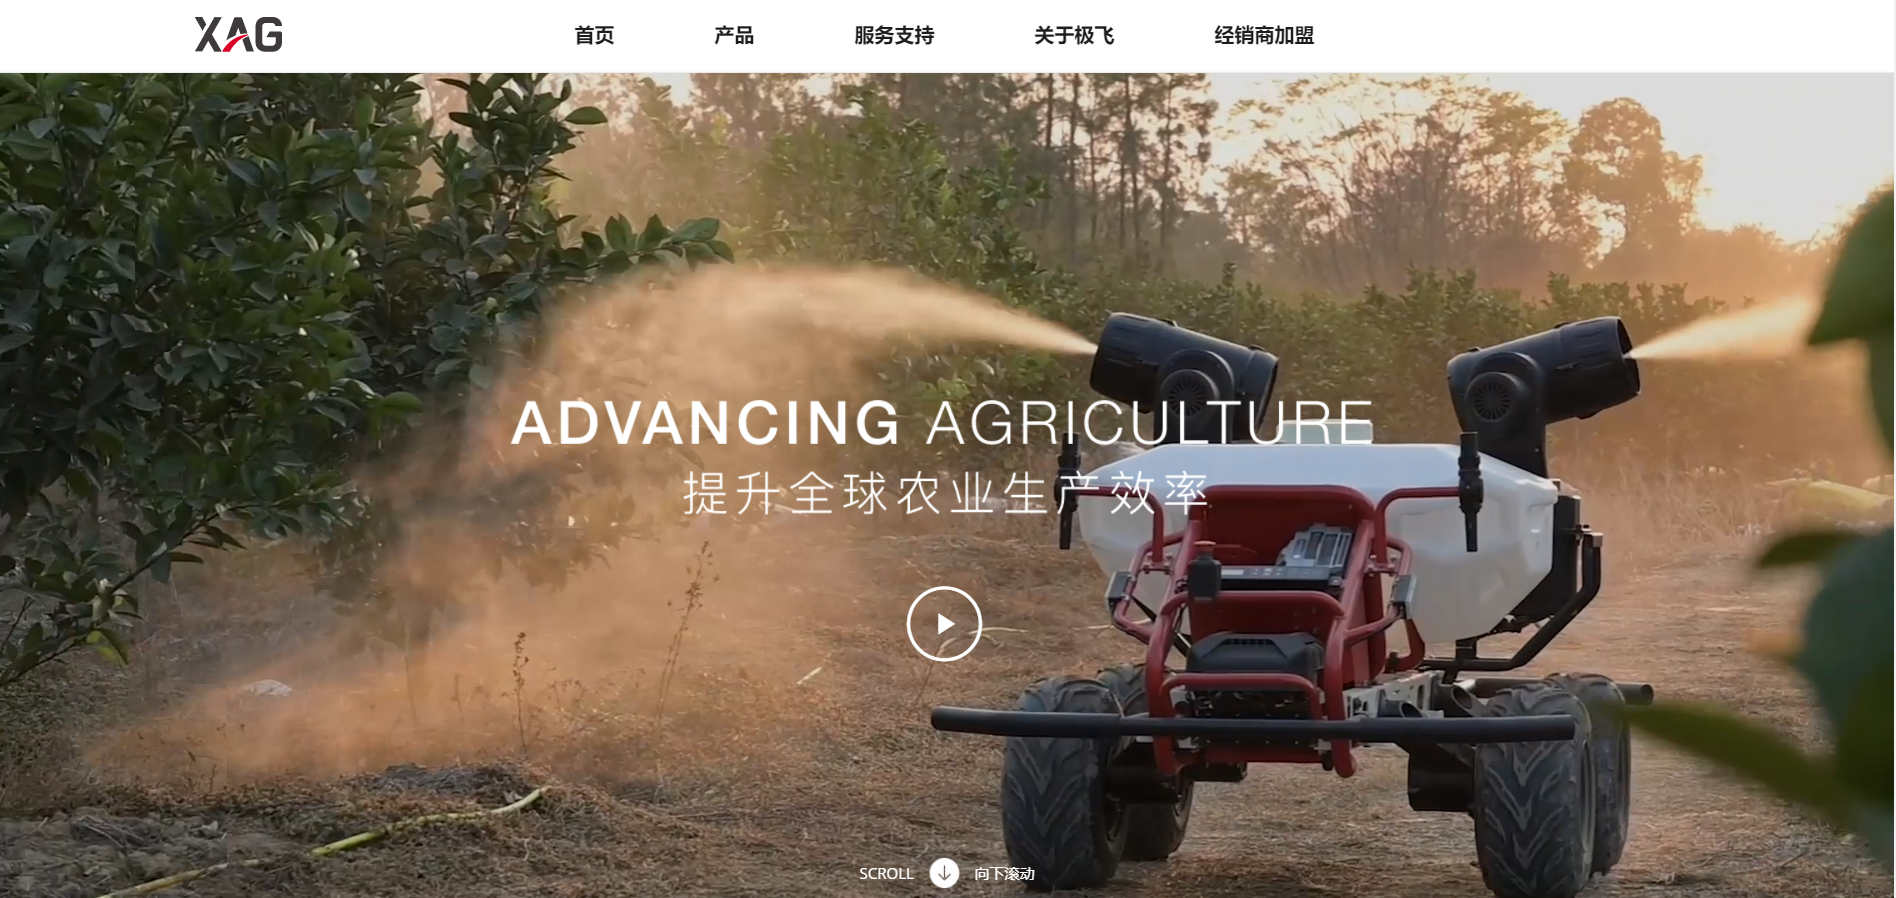 XAG
首页 产品 服务支持 关于极飞 经销商加盟
ADVANCING AGRICULTURE
提升全球农业生产效率
SCROLL 向下滚动